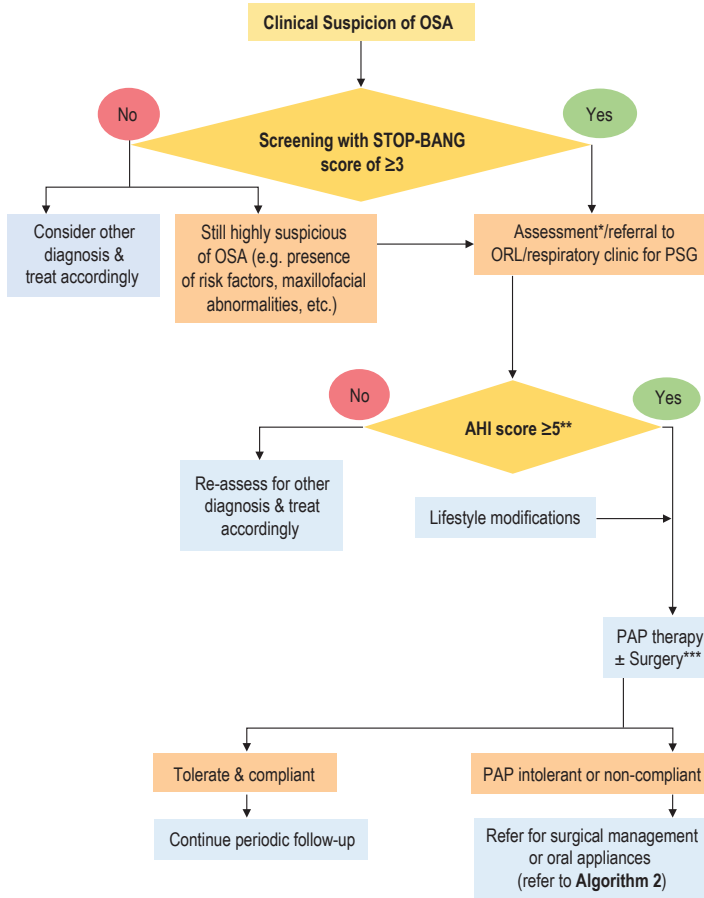 Clinical Suspicion of OSA
No
Yes
Screening with STOP-BANG
score of ≥3
Consider other
diagnosis &
treat accordingly
Still highly suspicious
of OSA (e.g. presence
of risk factors, maxillofacial
abnormalities, etc.)
Assessment*/referral to
ORL/respiratory clinic for PSG
No
Yes
AHI score ≥5**
Re-assess for other
diagnosis & treat
accordingly
Lifestyle modifications
PAP therapy
± Surgery***
Tolerate & compliant
PAP intolerant or non-compliant
Continue periodic follow-up
Refer for surgical management
or oral appliances
(refer to Algorithm 2)